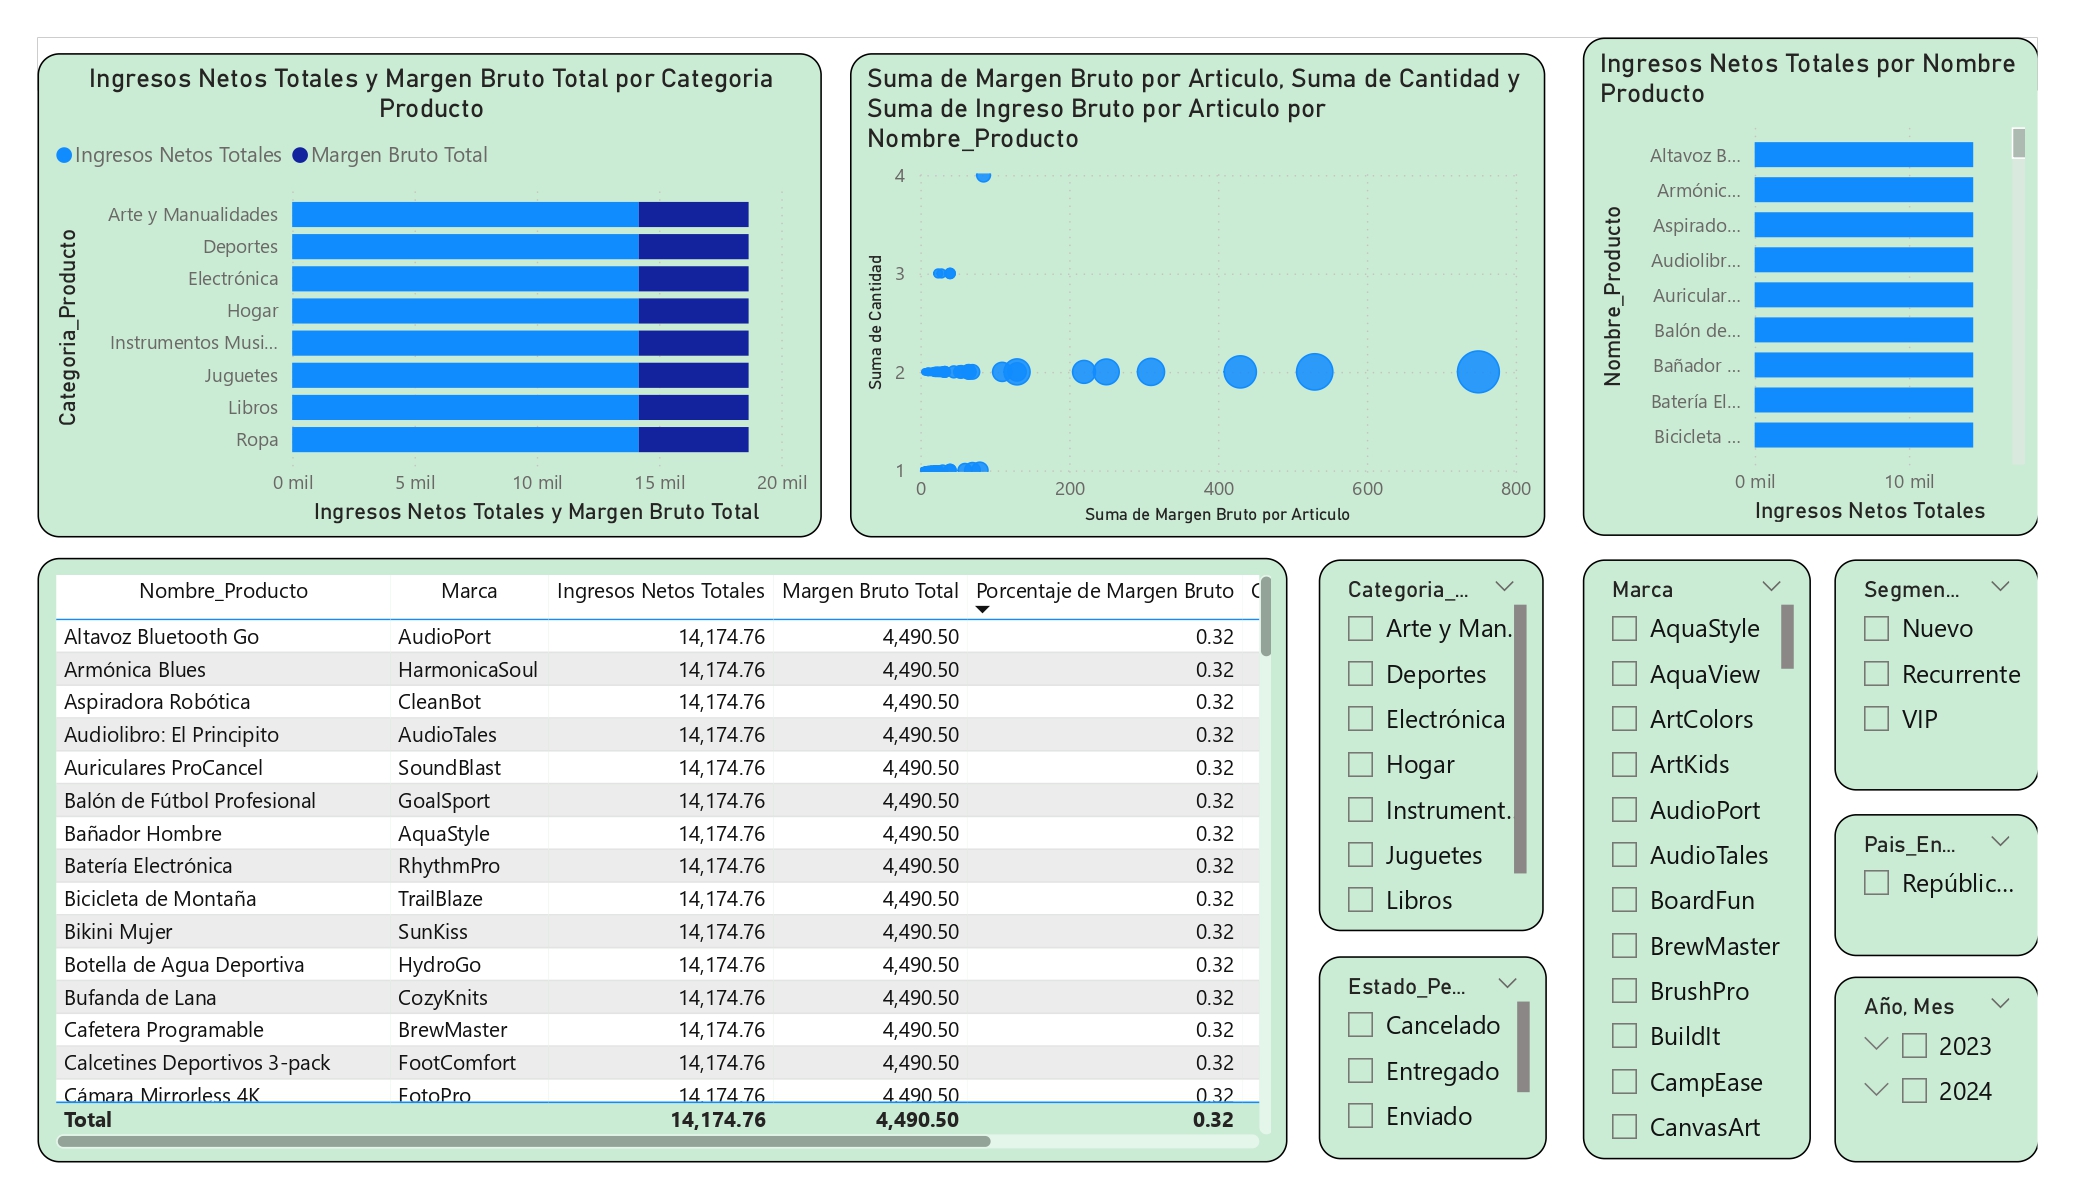 Ingresos Netos Totales y Margen Bruto Total por Categoria
Producto
Ingresos Netos Totales Margen Bruto Total
Categoria_Producto
Arte y Manualidades
Deportes
Electrónica
Hogar
Instrumentos Musi...
Juguetes
Libros
Ropa
0 mil 5 mil 10 mil 15 mil 20 mil
Ingresos Netos Totales y Margen Bruto Total
Suma de Margen Bruto por Articulo, Suma de Cantidad y
Suma de Ingreso Bruto por Articulo por
Nombre_Producto
Suma de Cantidad
4
3
2
1
0 200 400 600 800
Suma de Margen Bruto por Articulo
Ingresos Netos Totales por Nombre
Producto
Nombre_Producto
Altavoz B...
Armónic...
Aspirado...
Audiolibr...
Auricular...
Balón de...
Bañador ...
Batería El...
Bicicleta ...
0 mil 10 mil
Ingresos Netos Totales
Nombre_Producto Marca Ingresos Netos Totales Margen Bruto Total Porcentaje de Margen Bruto
Altavoz Bluetooth Go AudioPort 14,174.76 4,490.50 0.32
Armónica Blues HarmonicaSoul 14,174.76 4,490.50 0.32
Aspiradora Robótica CleanBot 14,174.76 4,490.50 0.32
Audiolibro: El Principito AudioTales 14,174.76 4,490.50 0.32
Auriculares ProCancel SoundBlast 14,174.76 4,490.50 0.32
Balón de Fútbol Profesional GoalSport 14,174.76 4,490.50 0.32
Bañador Hombre AquaStyle 14,174.76 4,490.50 0.32
Batería Electrónica RhythmPro 14,174.76 4,490.50 0.32
Bicicleta de Montaña TrailBlaze 14,174.76 4,490.50 0.32
Bikini Mujer SunKiss 14,174.76 4,490.50 0.32
Botella de Agua Deportiva HydroGo 14,174.76 4,490.50 0.32
Bufanda de Lana CozyKnits 14,174.76 4,490.50 0.32
Cafetera Programable BrewMaster 14,174.76 4,490.50 0.32
Calcetines Deportivos 3-pack FootComfort 14,174.76 4,490.50 0.32
Cámara Mirrorless 4K FotoPro 14,174.76 4,490.50 0.32
Total 14,174.76 4,490.50 0.32
Categoria_...
Arte y Man...
Deportes
Electrónica
Hogar
Instrument...
Juguetes
Libros
Estado_Pe...
Cancelado
Entregado
Enviado
Marca
AquaStyle
AquaView
ArtColors
ArtKids
AudioPort
AudioTales
BoardFun
BrewMaster
BrushPro
BuildIt
CampEase
CanvasArt
Segmen...
Nuevo
Recurrente
VIP
Pais_En...
Repúblic...
Año, Mes
2023
2024